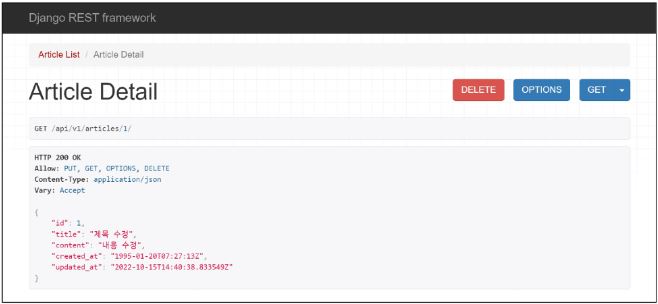 Django REST framework
Article List / Article Detail
Article Detail
DELETE OPTIONS GET
GET /api/v1/articles/1/
HTTP 200 OK
Allow: PUT, GET, OPTIONS, DELETE
Content-Type: application/json
Vary: Accept
{
"id": 1,
"title": "제목 수정",
"content": "내용 수정",
"created_at": "1995-01-20T07:27:13Z",
"updated_at": "2022-10-15T14:40:38.833549Z"
}